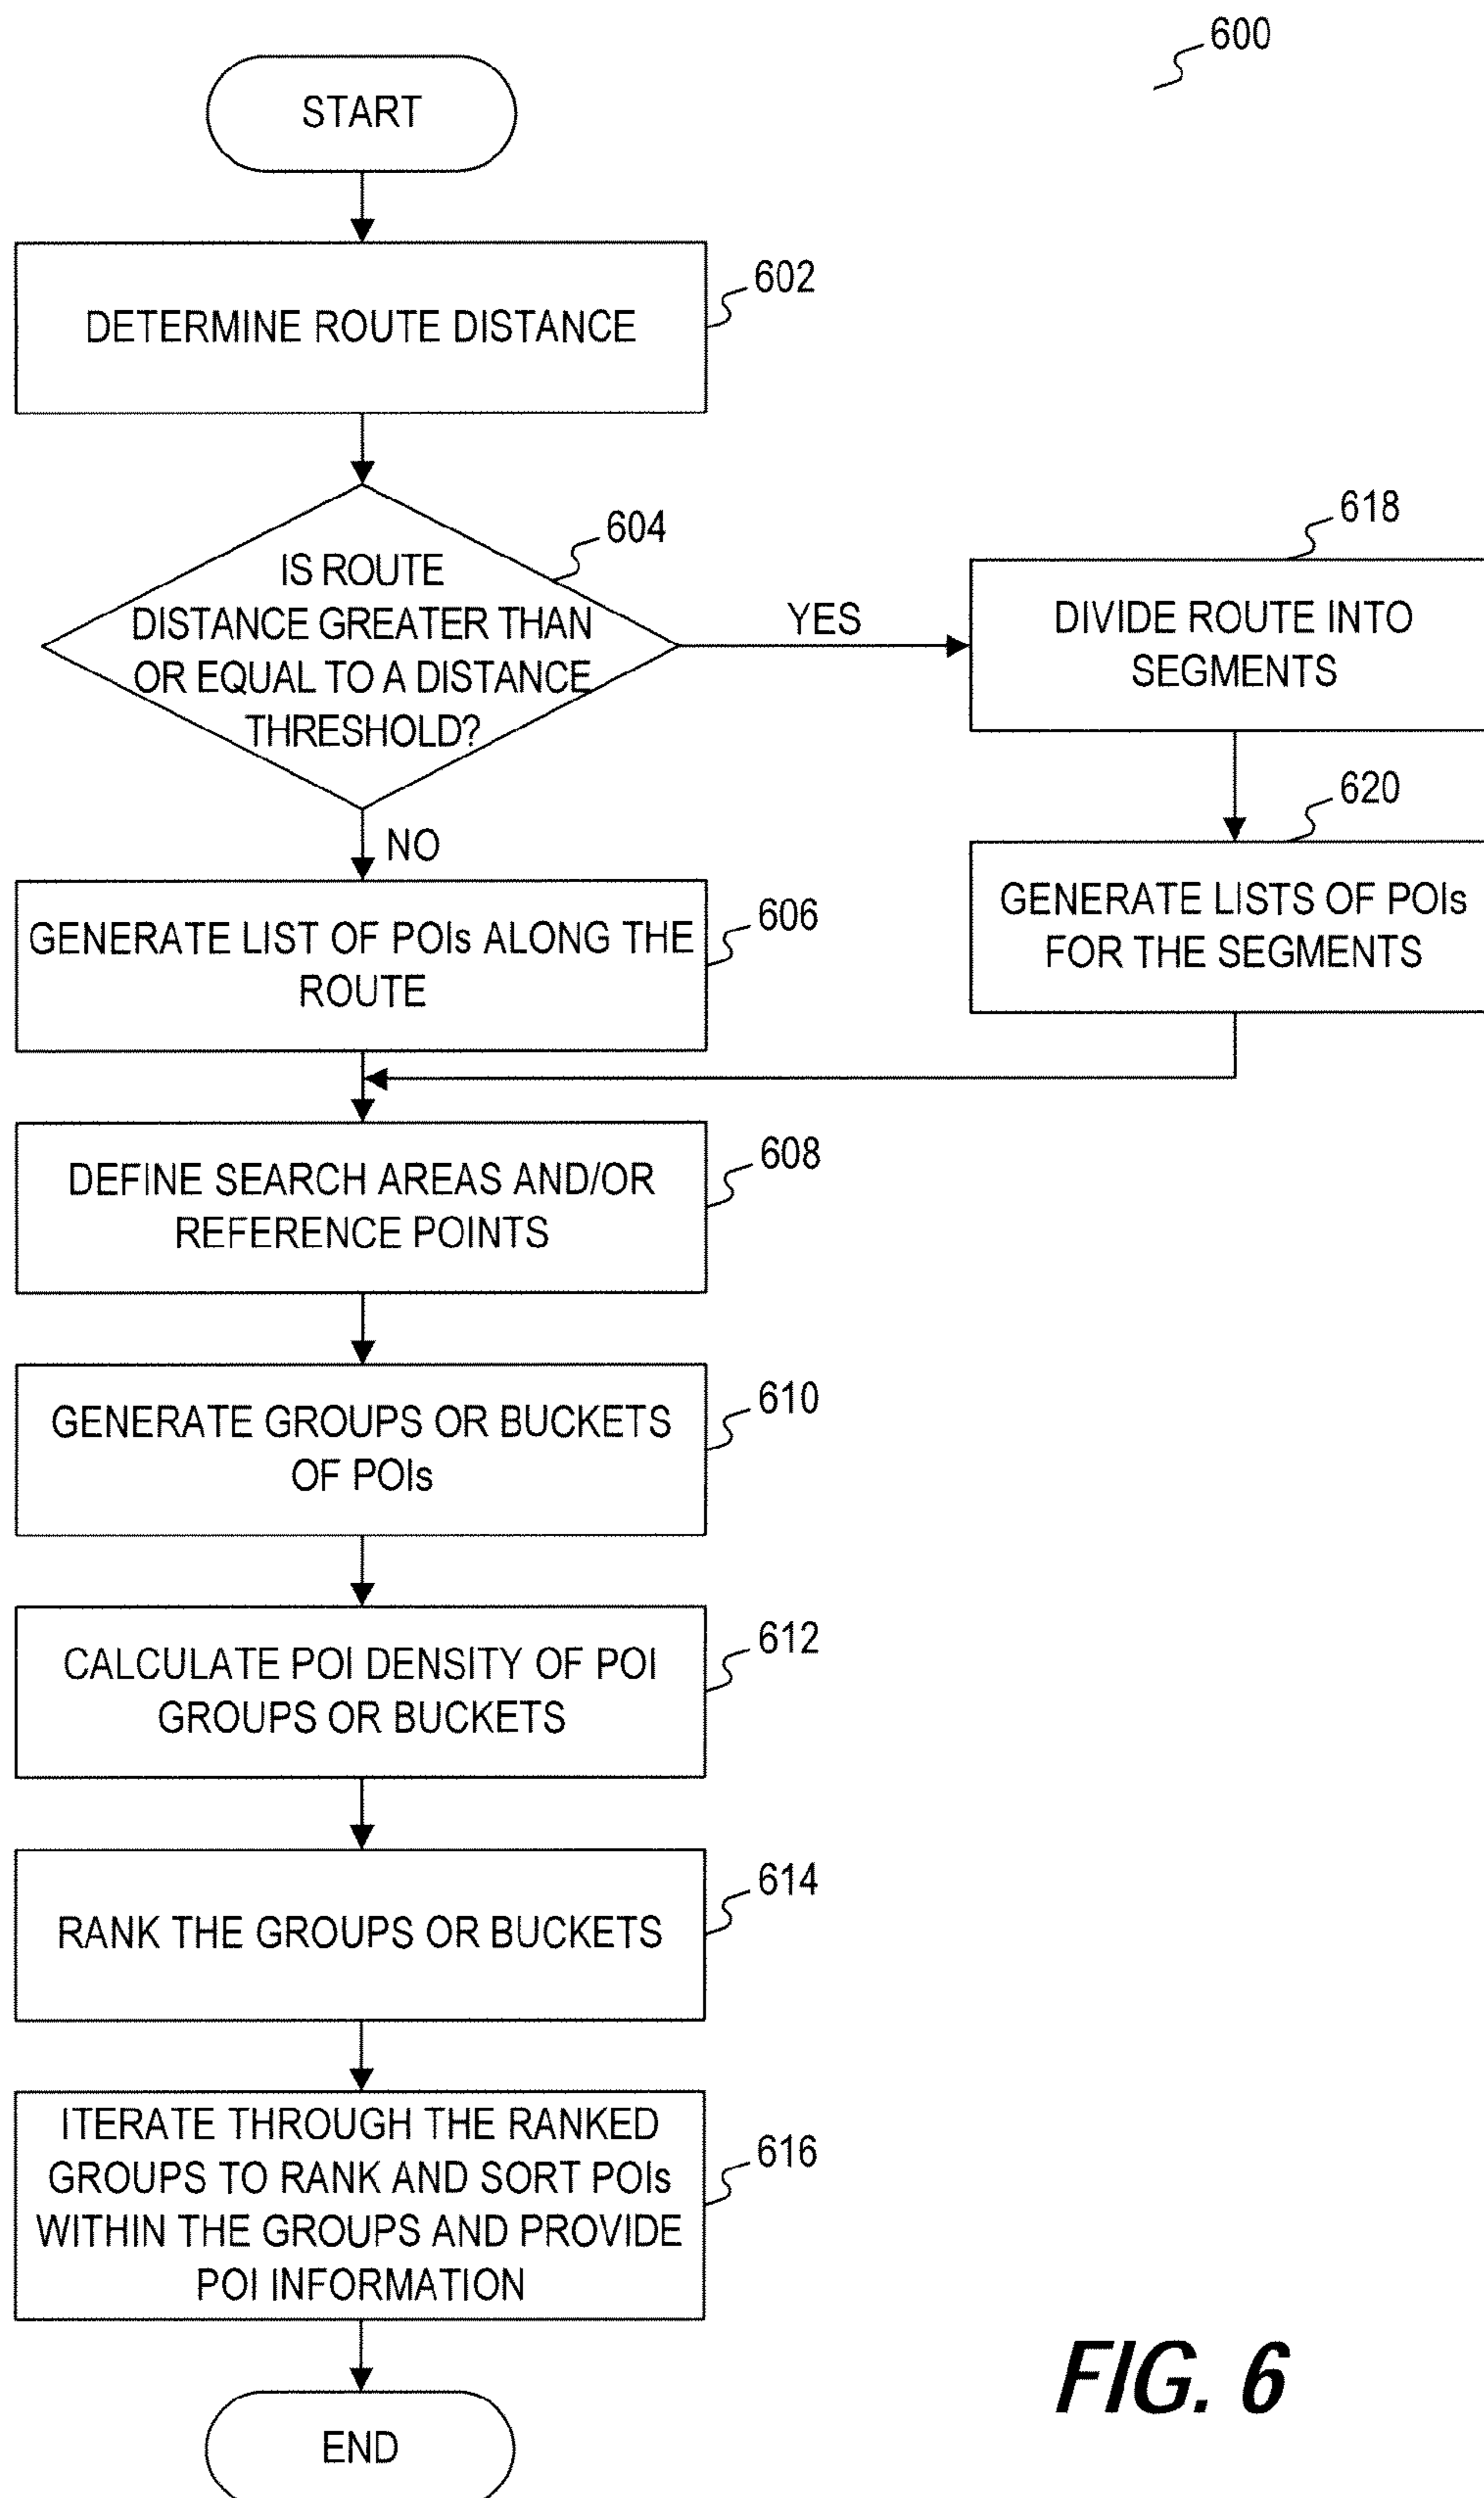 600
START
602
DETERMINE ROUTE DISTANCE
604
IS ROUTE
DISTANCE GREATER THAN
OR EQUAL TO A DISTANCE
THRESHOLD?
YES
618
DIVIDE ROUTE INTO
SEGMENTS
620
GENERATE LISTS OF POIs
FOR THE SEGMENTS
NO
606
GENERATE LIST OF POIs ALONG THE
ROUTE
608
DEFINE SEARCH AREAS AND/OR
REFERENCE POINTS
610
GENERATE GROUPS OR BUCKETS
OF POIs
612
CALCULATE POI DENSITY OF POI
GROUPS OR BUCKETS
614
RANK THE GROUPS OR BUCKETS
616
ITERATE THROUGH THE RANKED
GROUPS TO RANK AND SORT POIs
WITHIN THE GROUPS AND PROVIDE
POI INFORMATION
END
FIG. 6